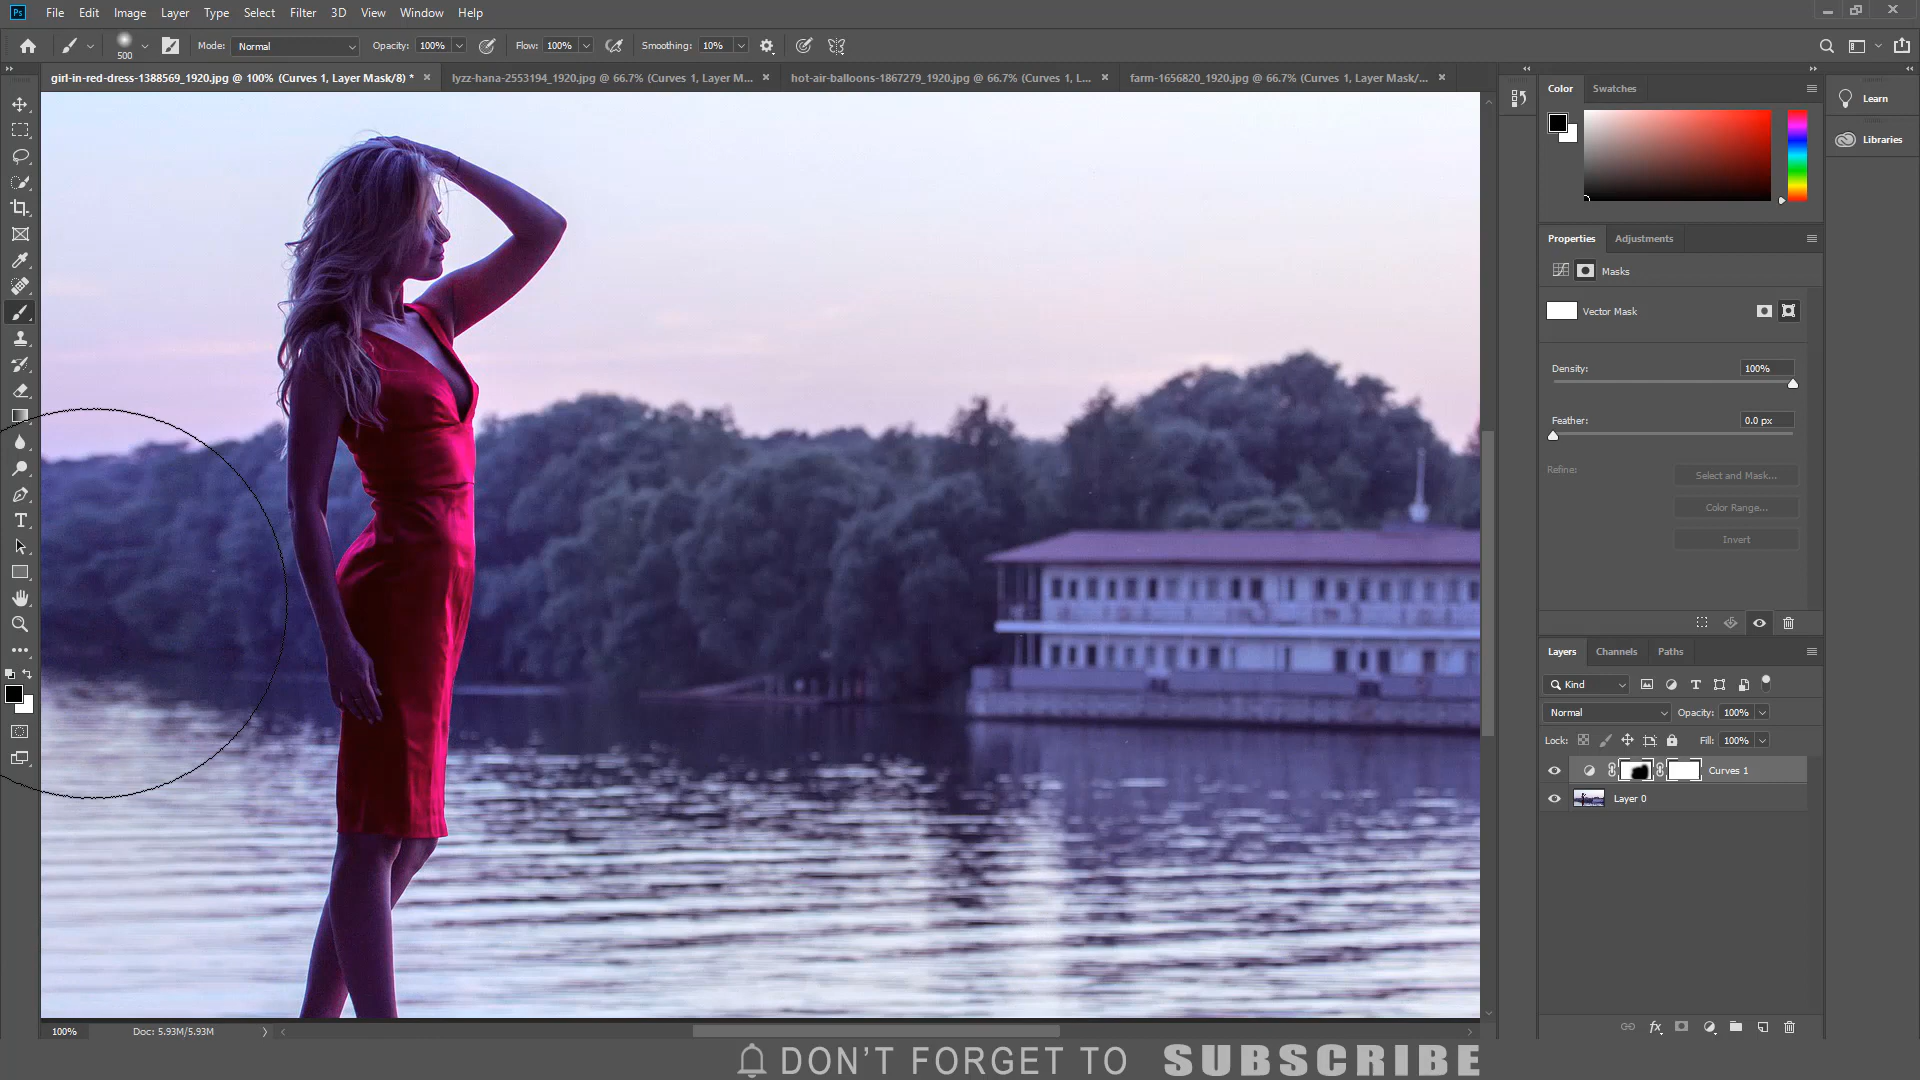 Ps File Edit Image Layer Type Select Filter 3D View Window Help
500 Mode: Normal Opacity: 100% Flow: 100% Smoothing: 10%
girl-in-red-dress-1388569_1920.jpg @ 100% (Curves 1, Layer Mask/8) * lyzz-hana-2553194_1920.jpg @ 66.7% (Curves 1, Layer M... hot-air-balloons-1867279_1920.jpg @ 66.7% (Curves 1, L... farm-1656820_1920.jpg @ 66.7% (Curves 1, Layer Mask/...
Color Swatches
Learn
Libraries
Properties Adjustments
Masks
Vector Mask
Density: 100%
Feather: 0.0 px
Refine: Select and Mask...
Color Range...
Invert
Layers Channels Paths
Kind
Normal Opacity: 100%
Lock: Fill: 100%
Curves 1
Layer 0
100% Doc: 5.93M/5.93M
DON'T FORGET TO SUBSCRIBE